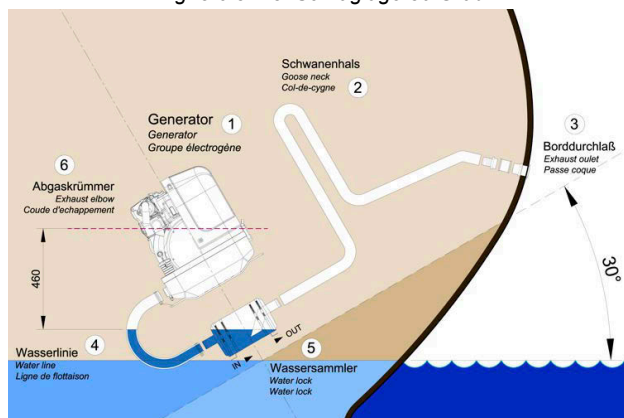 Schwanenhals
Goose neck
Col-de-cygne
2
Generator
Generator
Groupe électrogène
1
3
Borddurchlaß
Exhaust oulet
Passe coque
6
Abgaskrümmer
Exhaust elbow
Coude d'echappement
460
30°
4
Wasserlinie
Water line
Ligne de flottaison
IN
OUT
5
Wassersammler
Water lock
Water lock